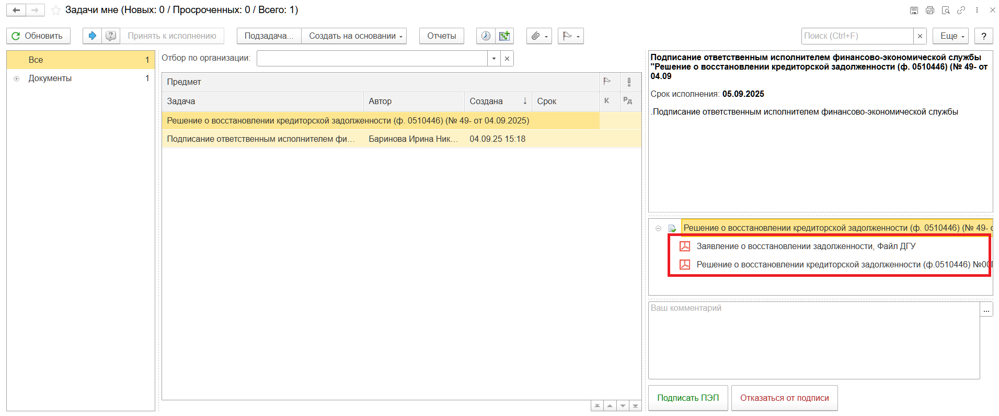 Задачи мне (Новых: 0 / Просроченных: 0 / Всего: 1)
Обновить
Принять к исполнению
Подзадача...
Создать на основании
Отчеты
Поиск (Ctrl+F)
Еще
?
Все 1
Документы 1
Отбор по организации:
Предмет
Задача Автор Создана ↓ Срок К РД
Решение о восстановлении кредиторской задолженности (ф. 0510446) (№ 49- от 04.09.2025)
Подписание ответственным исполнителем фи... Баринова Ирина Ник... 04.09.25 15:18
Подписание ответственным исполнителем финансово-экономической службы
"Решение о восстановлении кредиторской задолженности (ф. 0510446) (№ 49- от
04.09
Срок исполнения: 05.09.2025
.Подписание ответственным исполнителем финансово-экономической службы
Решение о восстановлении кредиторской задолженности (ф. 0510446) (№ 49-
Заявление о восстановлении задолженности, Файл ДГУ
Решение о восстановлении кредиторской задолженности (ф.0510446) №00
Ваш комментарий
...
Подписать ПЭП
Отказаться от подписи